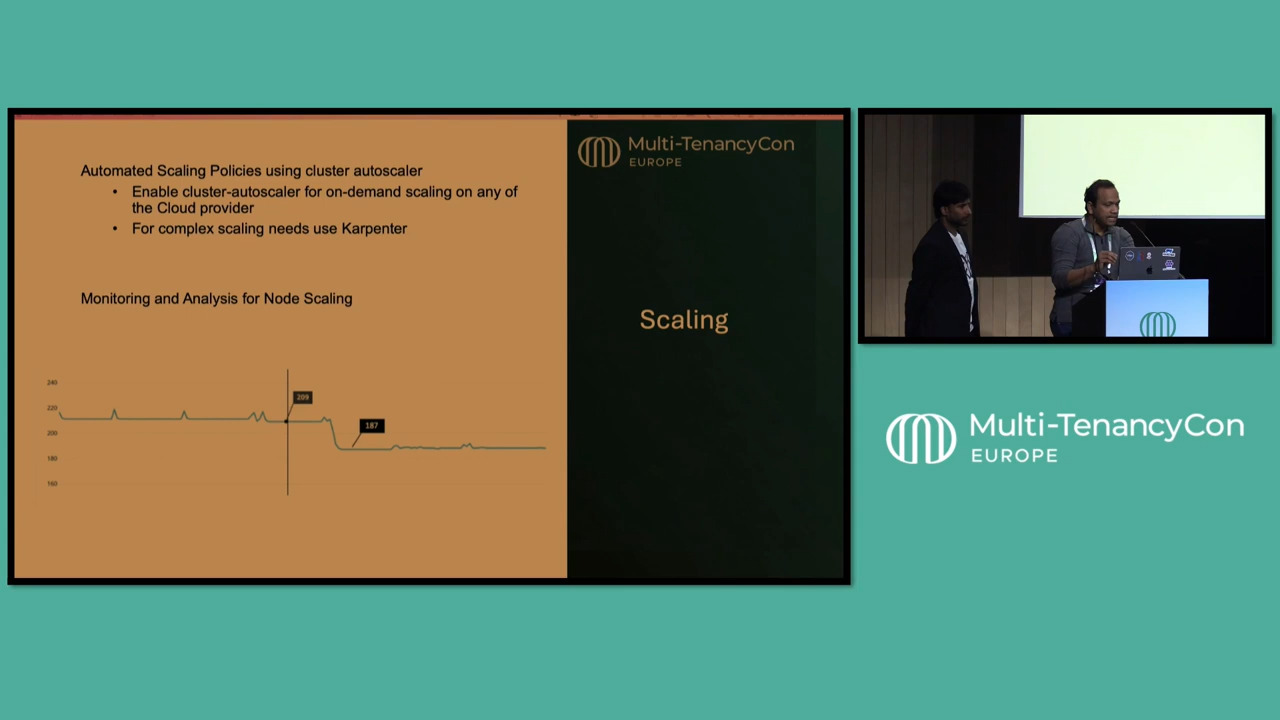 Automated Scaling Policies using cluster autoscaler
• Enable cluster-autoscaler for on-demand scaling on any of
the Cloud provider
• For complex scaling needs use Karpenter
Monitoring and Analysis for Node Scaling
240
220
200
180
160
209
187
Multi-TenancyCon
EUROPE
Scaling
Multi-TenancyCon
EUROPE